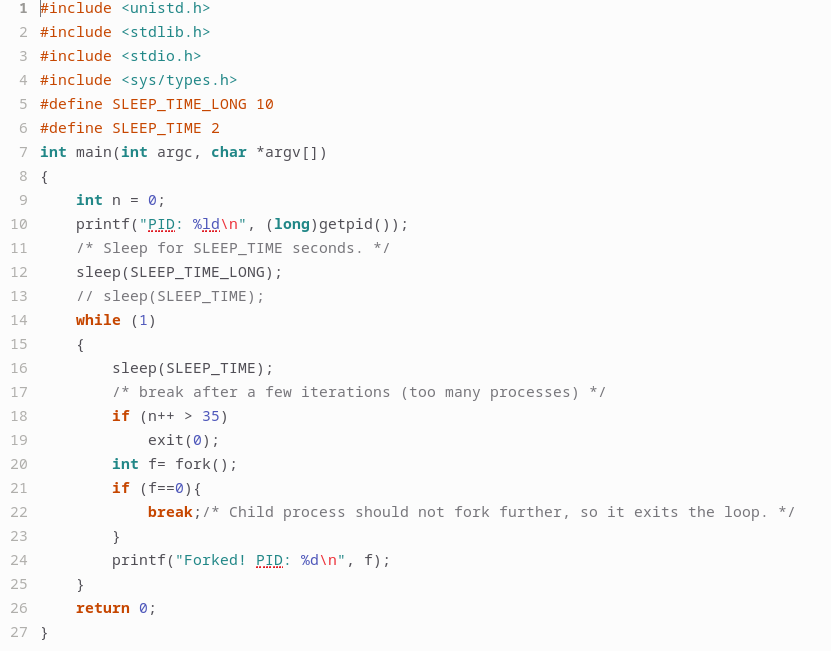 1 #include <unistd.h>
2 #include <stdlib.h>
3 #include <stdio.h>
4 #include <sys/types.h>
5 #define SLEEP_TIME_LONG 10
6 #define SLEEP_TIME 2
7 int main(int argc, char *argv[])
8 {
9     int n = 0;
10     printf("PID: %ld\n", (long)getpid());
11     /* Sleep for SLEEP_TIME seconds. */
12     sleep(SLEEP_TIME_LONG);
13     // sleep(SLEEP_TIME);
14     while (1)
15     {
16         sleep(SLEEP_TIME);
17         /* break after a few iterations (too many processes) */
18         if (n++ > 35)
19             exit(0);
20         int f= fork();
21         if (f==0){
22             break;/* Child process should not fork further, so it exits the loop. */
23         }
24         printf("Forked! PID: %d\n", f);
25     }
26     return 0;
27 }